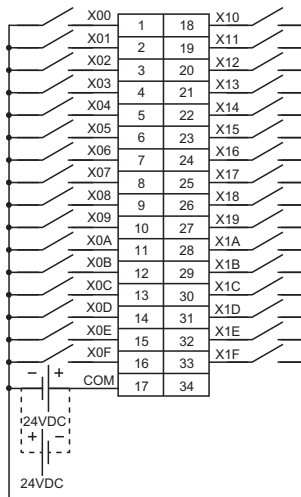 X00 1 18 X10
X01 2 19 X11
X02 3 20 X12
X03 4 21 X13
X04 5 22 X14
X05 6 23 X15
X06 7 24 X16
X07 8 25 X17
X08 9 26 X18
X09 10 27 X19
X0A 11 28 X1A
X0B 12 29 X1B
X0C 13 30 X1C
X0D 14 31 X1D
X0E 15 32 X1E
X0F 16 33 X1F
COM 17 34
− +
24VDC
+ −
24VDC